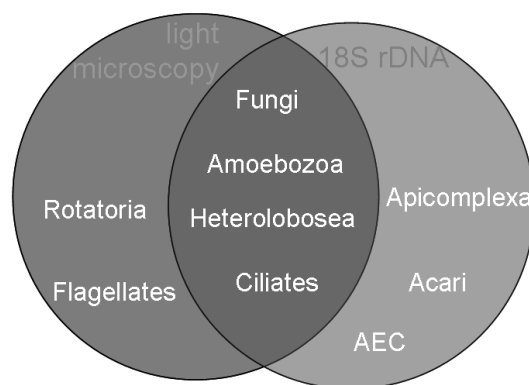 light
microscopy
18S rDNA
Fungi
Amoebozoa
Heterolobosea
Ciliates
Rotatoria
Flagellates
Apicomplexa
Acari
AEC